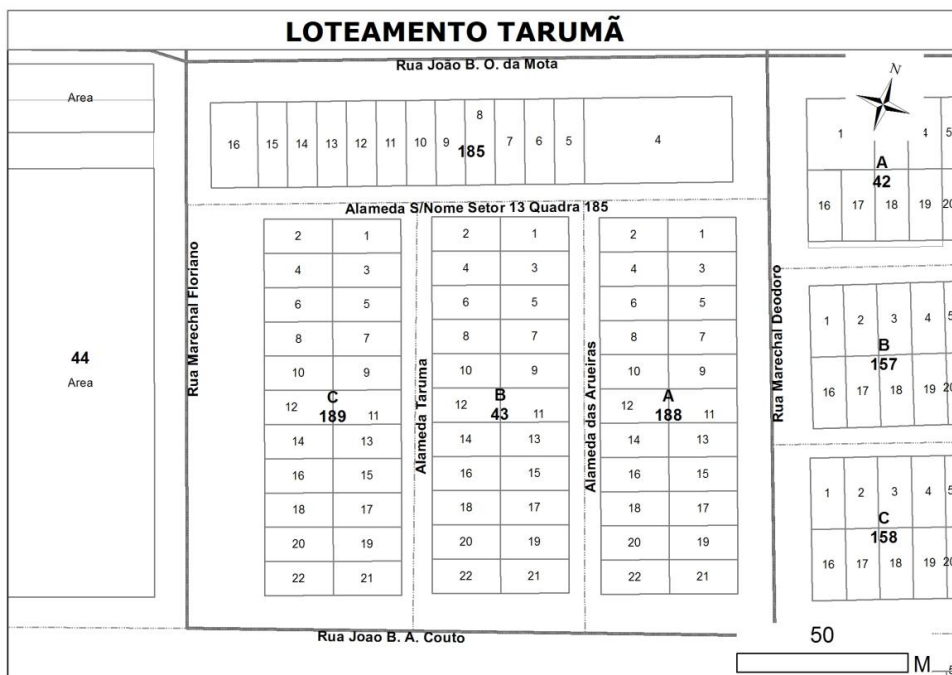 LOTEAMENTO TARUMÃ
Rua João B. O. da Mota
Area
N
16 15 14 13 12 11 10 9 8 7 6 5 4
185
1 4 5
A
42
16 17 18 19 20
Alameda S/Nome Setor 13 Quadra 185
Rua Marechal Floriano
Alameda Taruma
Alameda das Arueiras
Rua Marechal Deodoro
44
Area
2 1
4 3
6 5
8 7
10 9
C
12 11
189
14 13
16 15
18 17
20 19
22 21
2 1
4 3
6 5
8 7
10 9
B
12 11
43
14 13
16 15
18 17
20 19
22 21
2 1
4 3
6 5
8 7
10 9
A
12 11
188
14 13
16 15
18 17
20 19
22 21
1 2 3 4 5
B
157
16 17 18 19 20
1 2 3 4 5
C
158
16 17 18 19 20
Rua Joao B. A. Couto
50
M